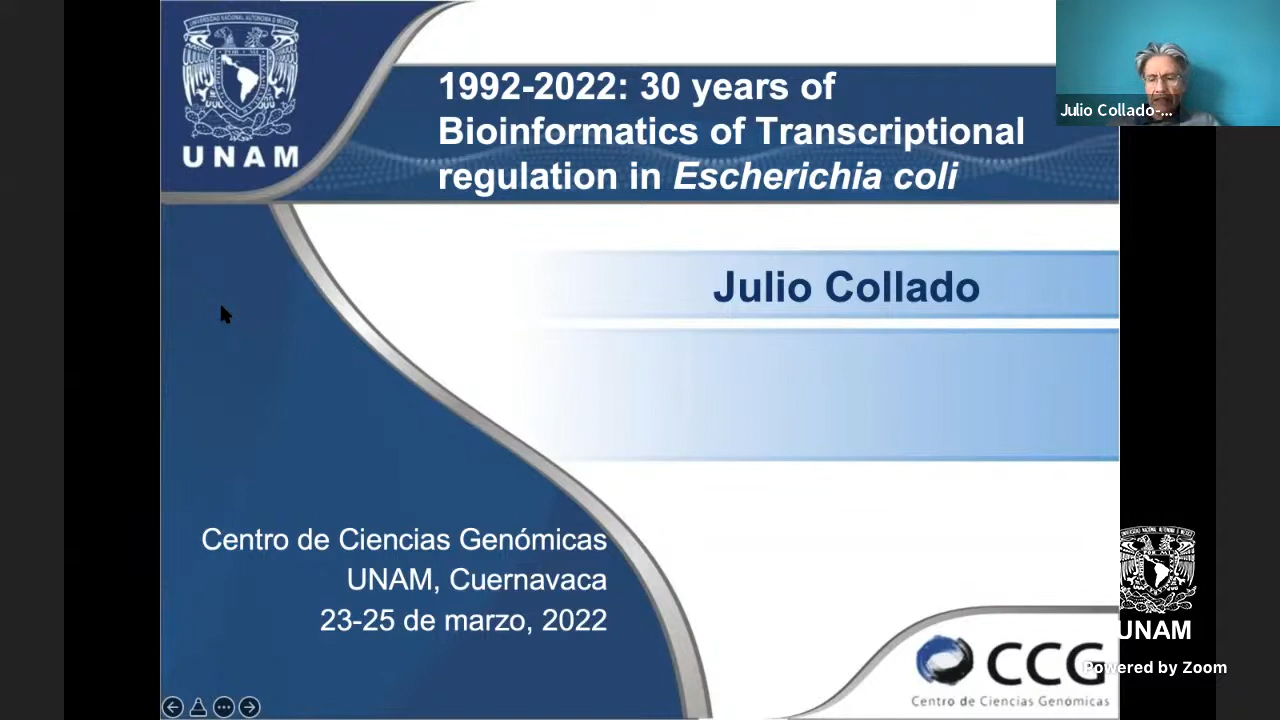 UNAM
1992-2022: 30 years of
Bioinformatics of Transcriptional
regulation in Escherichia coli
Julio Collado-...
Julio Collado
Centro de Ciencias Genómicas
UNAM, Cuernavaca
23-25 de marzo, 2022
CCG
Centro de Ciencias Genómicas
UNAM
Powered by Zoom